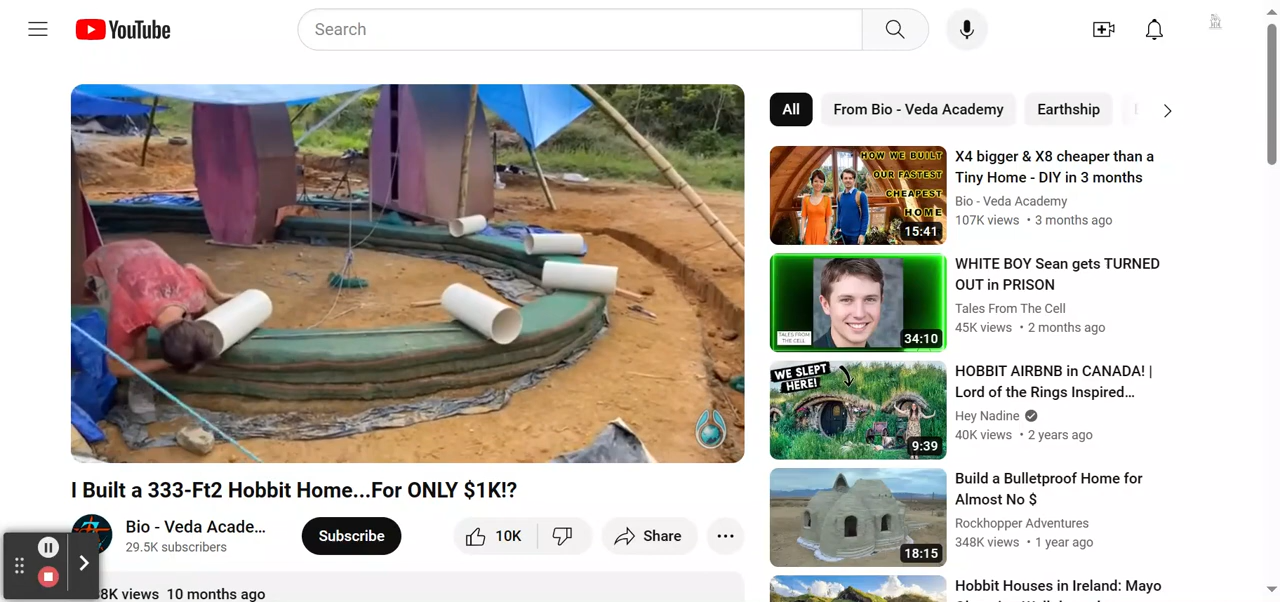 YouTube
Search
All
From Bio - Veda Academy
Earthship
HOW WE BUILT
OUR FASTEST
CHEAPEST
HOME
15:41
X4 bigger & X8 cheaper than a
Tiny Home - DIY in 3 months
Bio - Veda Academy
107K views • 3 months ago
TALES FROM
THE CELL
34:10
WHITE BOY Sean gets TURNED
OUT in PRISON
Tales From The Cell
45K views • 2 months ago
WE SLEPT
HERE!
9:39
HOBBIT AIRBNB in CANADA! |
Lord of the Rings Inspired…
Hey Nadine
40K views • 2 years ago
18:15
Build a Bulletproof Home for
Almost No $
Rockhopper Adventures
348K views • 1 year ago
Hobbit Houses in Ireland: Mayo
I Built a 333-Ft2 Hobbit Home...For ONLY $1K!?
Bio - Veda Acade…
29.5K subscribers
Subscribe
10K
Share
8K views 10 months ago